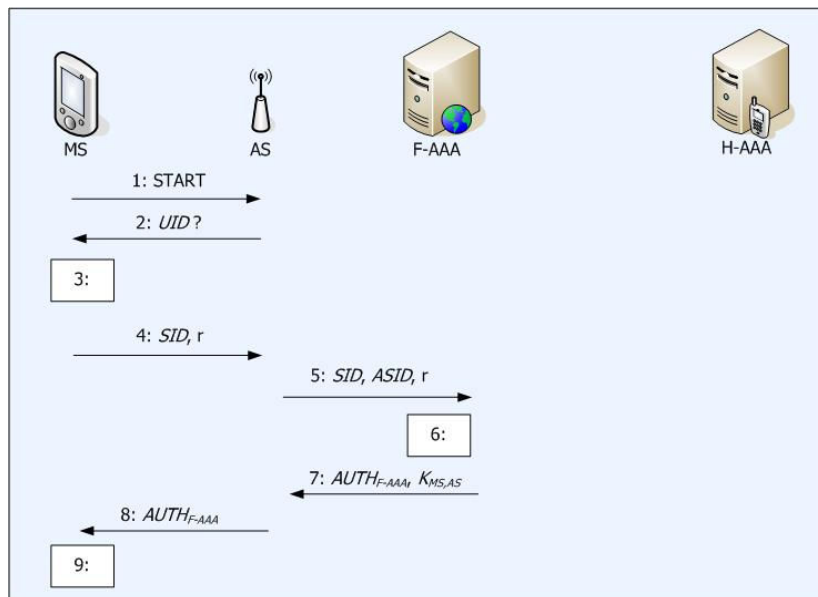 MS
AS
F-AAA
H-AAA
1: START
2: UID ?
3:
4: SID, r
5: SID, ASID, r
6:
7: AUTHF-AAA, KMS,AS
8: AUTHF-AAA
9: